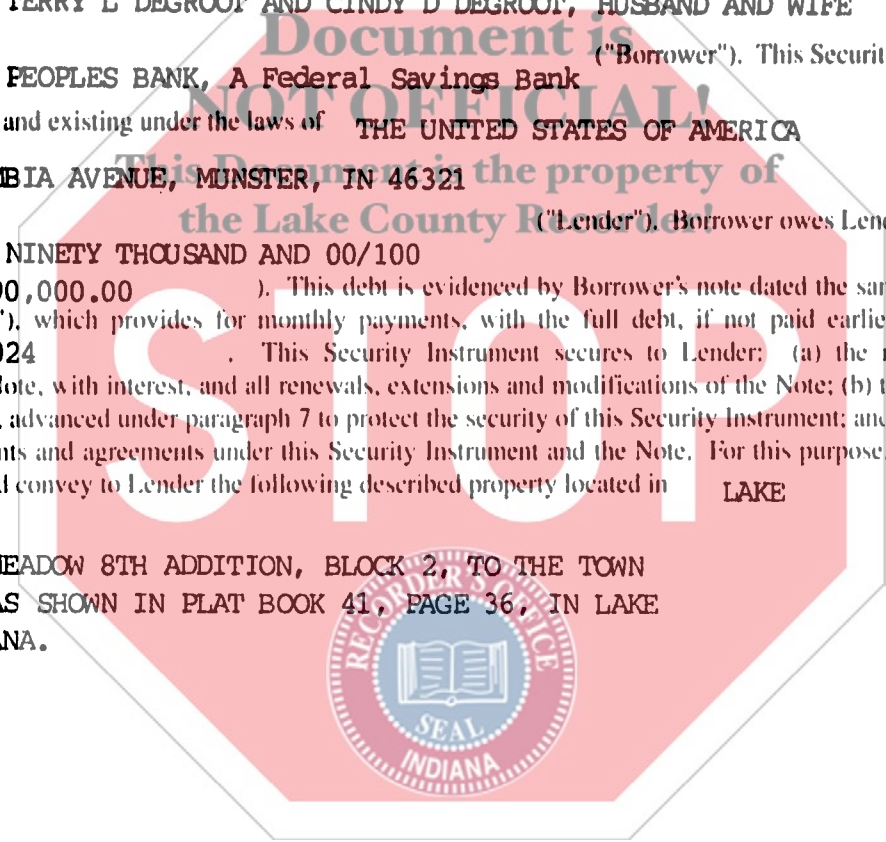 TERRY L DEGROOT AND CINDY D DEGROOT, HUSBAND AND WIFE
Document is
("Borrower"). This Securit
PEOPLES BANK, A Federal Savings Bank
NOT OFFICIAL!
and existing under the laws of THE UNITED STATES OF AMERICA
This Document is the property of
BIA AVENUE, MUNSTER, IN 46321
the Lake County Recorder!
("Lender"). Borrower owes Lend
NINETY THOUSAND AND 00/100
00,000.00 ). This debt is evidenced by Borrower's note dated the sam
"). which provides for monthly payments, with the full debt, if not paid earlie
024 . This Security Instrument secures to Lender: (a) the r
Note, with interest, and all renewals, extensions and modifications of the Note; (b) t
, advanced under paragraph 7 to protect the security of this Security Instrument; and
nts and agreements under this Security Instrument and the Note. For this purpose,
d convey to Lender the following described property located in LAKE
STOP
EADOW 8TH ADDITION, BLOCK 2, TO THE TOWN
AS SHOWN IN PLAT BOOK 41, PAGE 36, IN LAKE
ANA.
RECORDER'S OFFICE
SEAL
INDIANA